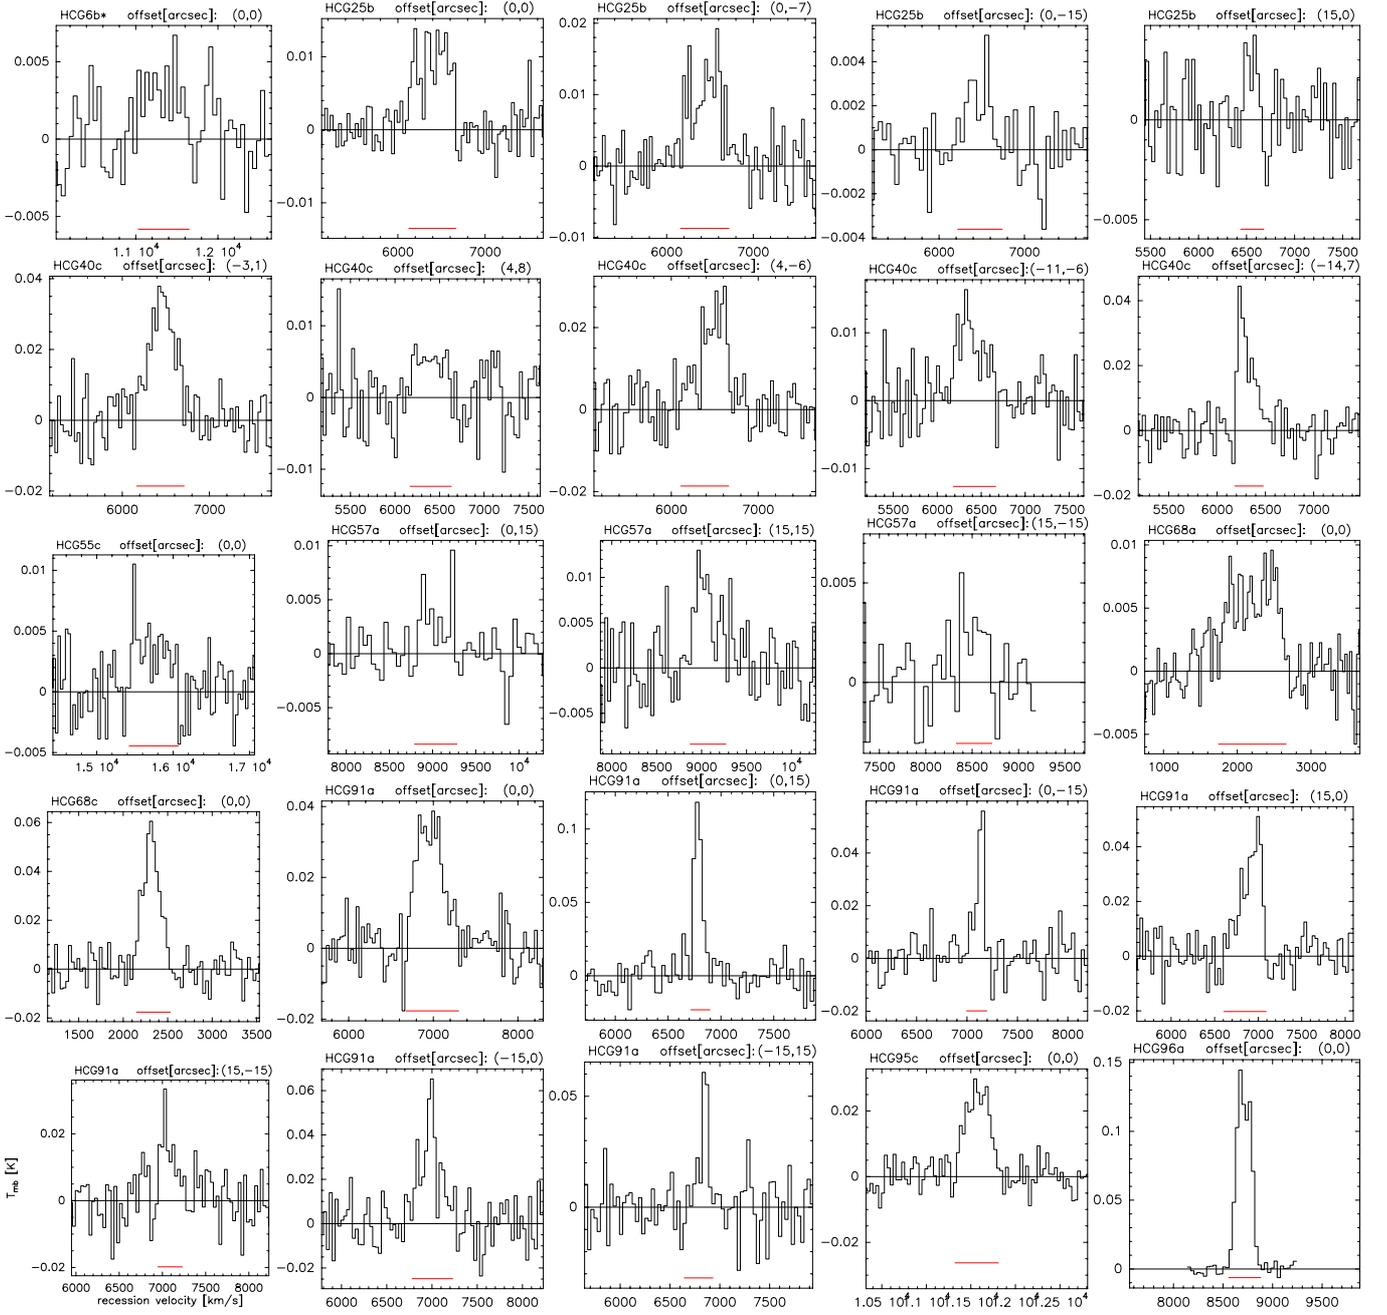 HCG6b* offset[arcsec]: (0,0)
0.005
0
−0.005
1.1 10⁴ 1.2 10⁴
HCG25b offset[arcsec]: (0,0)
0.01
0
−0.01
6000 7000
HCG25b offset[arcsec]: (0,−7)
0.02
0.01
0
−0.01
6000 7000
HCG25b offset[arcsec]: (0,−15)
0.004
0.002
0
−0.002
−0.004
6000 7000
HCG25b offset[arcsec]: (15,0)
0
−0.005
5500 6000 6500 7000 7500
HCG40c offset[arcsec]: (−3,1)
0.04
0.02
0
−0.02
6000 7000
HCG40c offset[arcsec]: (4,8)
0.01
0
−0.01
5500 6000 6500 7000 7500
HCG40c offset[arcsec]: (4,−6)
0.02
0
−0.02
6000 7000
HCG40c offset[arcsec]:(−11,−6)
0.01
0
−0.01
5500 6000 6500 7000 7500
HCG40c offset[arcsec]: (−14,7)
0.04
0.02
0
−0.02
5500 6000 6500 7000
HCG55c offset[arcsec]: (0,0)
0.01
0.005
0
−0.005
1.5 10⁴ 1.6 10⁴ 1.7 10⁴
HCG57a offset[arcsec]: (0,15)
0.01
0.005
0
−0.005
8000 8500 9000 9500 10⁴
HCG57a offset[arcsec]: (15,15)
0.01
0.005
0
−0.005
8000 8500 9000 9500 10⁴
HCG57a offset[arcsec]:(15,−15)
0.005
0
7500 8000 8500 9000 9500
HCG68a offset[arcsec]: (0,0)
0.01
0.005
0
−0.005
1000 2000 3000
HCG68c offset[arcsec]: (0,0)
0.06
0.04
0.02
0
−0.02
1500 2000 2500 3000 3500
HCG91a offset[arcsec]: (0,0)
0.04
0.02
0
−0.02
6000 7000 8000
HCG91a offset[arcsec]: (0,15)
0.1
0.05
0
6000 6500 7000 7500
HCG91a offset[arcsec]: (0,−15)
0.04
0.02
0
−0.02
6000 6500 7000 7500 8000
HCG91a offset[arcsec]: (15,0)
0.04
0.02
0
−0.02
6000 6500 7000 7500 8000
HCG91a offset[arcsec]:(15,−15)
0.02
0
−0.02
Tmb [K]
6000 6500 7000 7500 8000
recession velocity [km/s]
HCG91a offset[arcsec]:(−15,0)
0.06
0.04
0.02
0
−0.02
6000 6500 7000 7500 8000
HCG91a offset[arcsec]:(−15,15)
0.05
0
6000 6500 7000 7500 8000
HCG95c offset[arcsec]: (0,0)
0.02
0
−0.02
1.05 10⁴ 1.1 10⁴ 1.15 10⁴ 1.2 10⁴ 1.25 10⁴
HCG96a offset[arcsec]: (0,0)
0.15
0.1
0.05
0
8000 8500 9000 9500